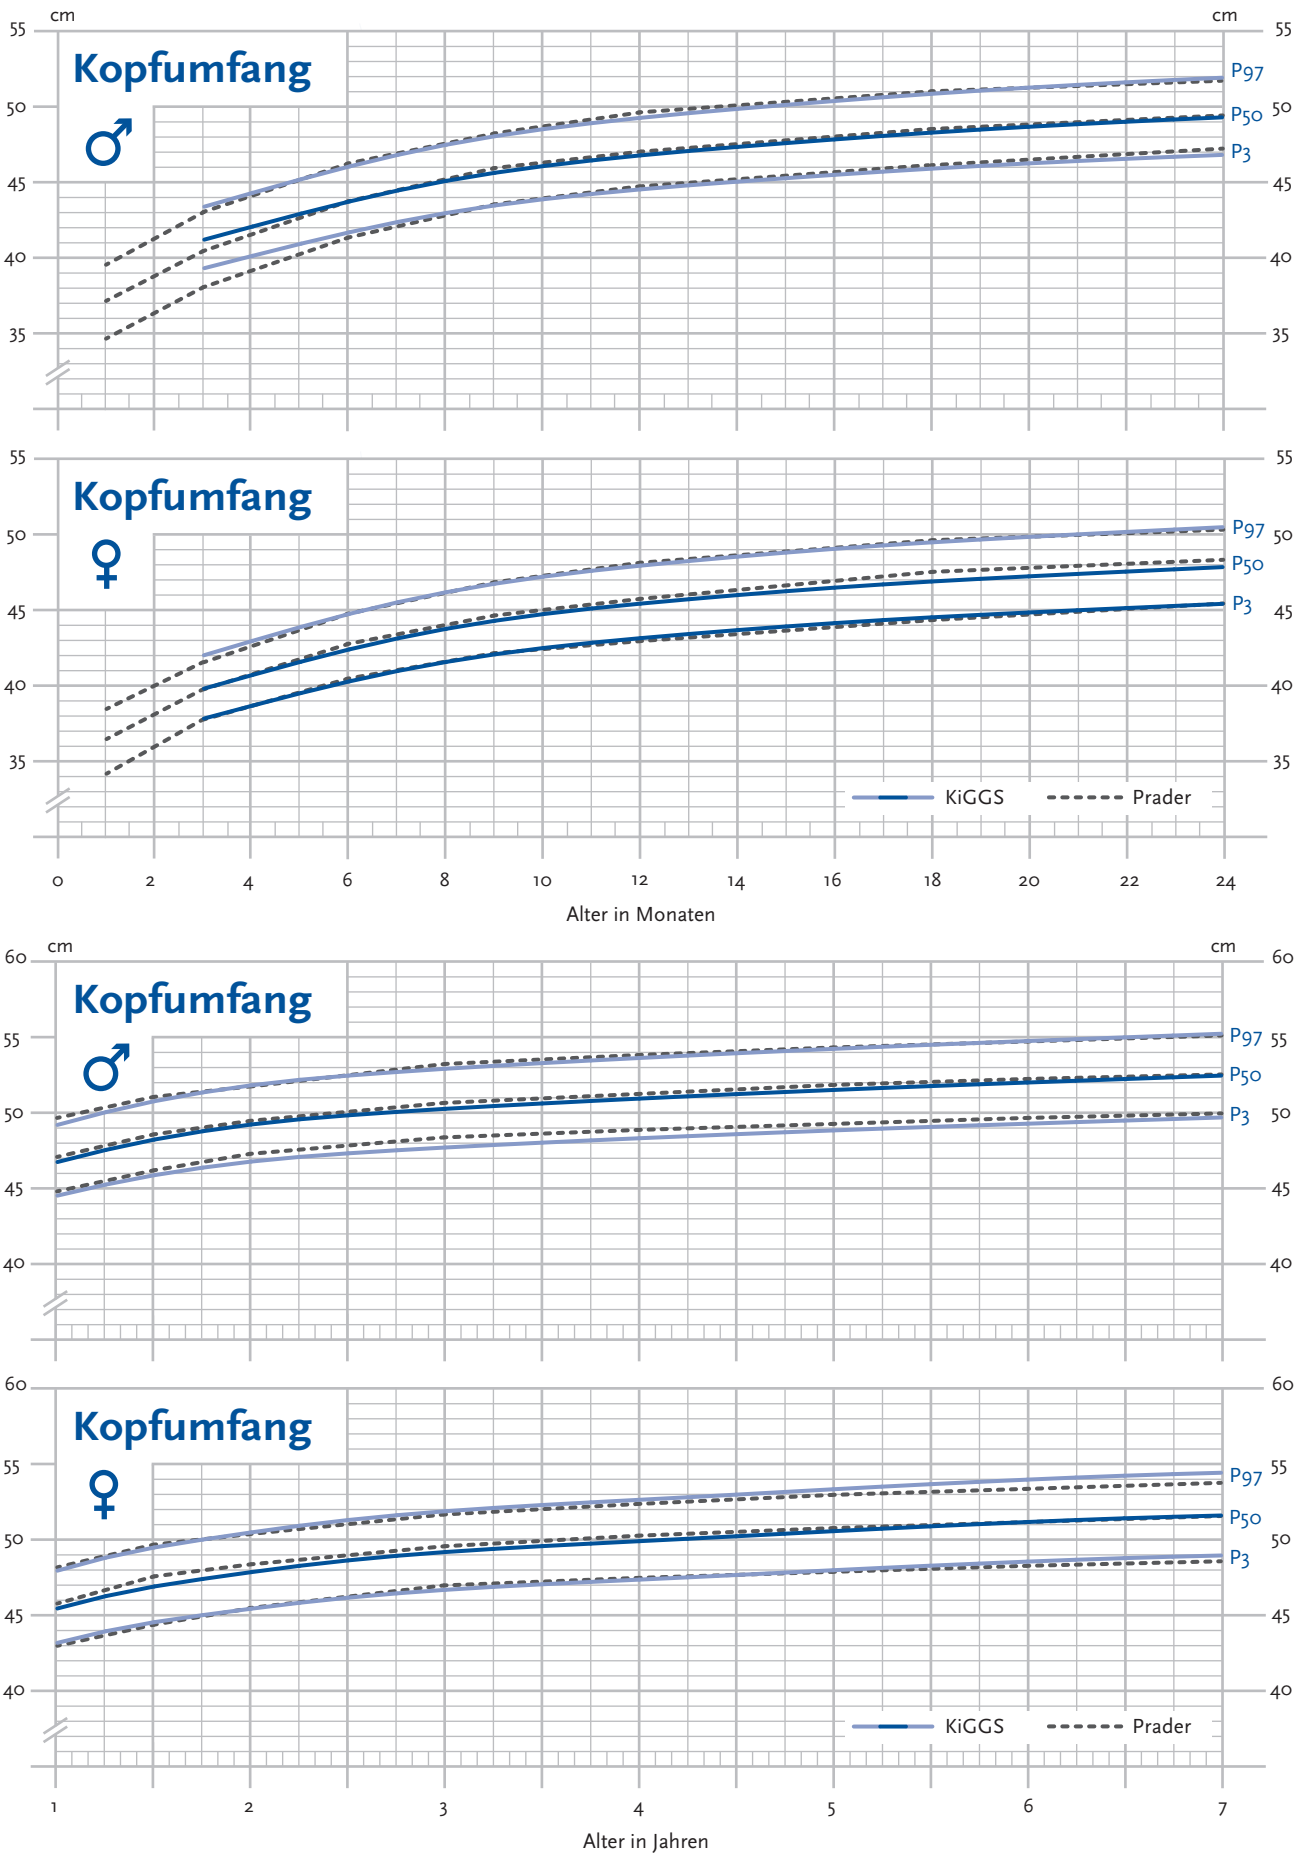 cm cm
55 55
Kopfumfang
P97
50 50
P50
♂
P3
45 45
40 40
35 35
55 55
Kopfumfang
P97
50 50
♀
P50
P3
45 45
40 40
35 35
KiGGS Prader
0 2 4 6 8 10 12 14 16 18 20 22 24
Alter in Monaten
cm cm
60 60
Kopfumfang
P97
55 55
♂
P50
50 50
P3
45 45
40 40
60 60
Kopfumfang
55 55
P97
♀
P50
50 50
P3
45 45
40 40
KiGGS Prader
1 2 3 4 5 6 7
Alter in Jahren